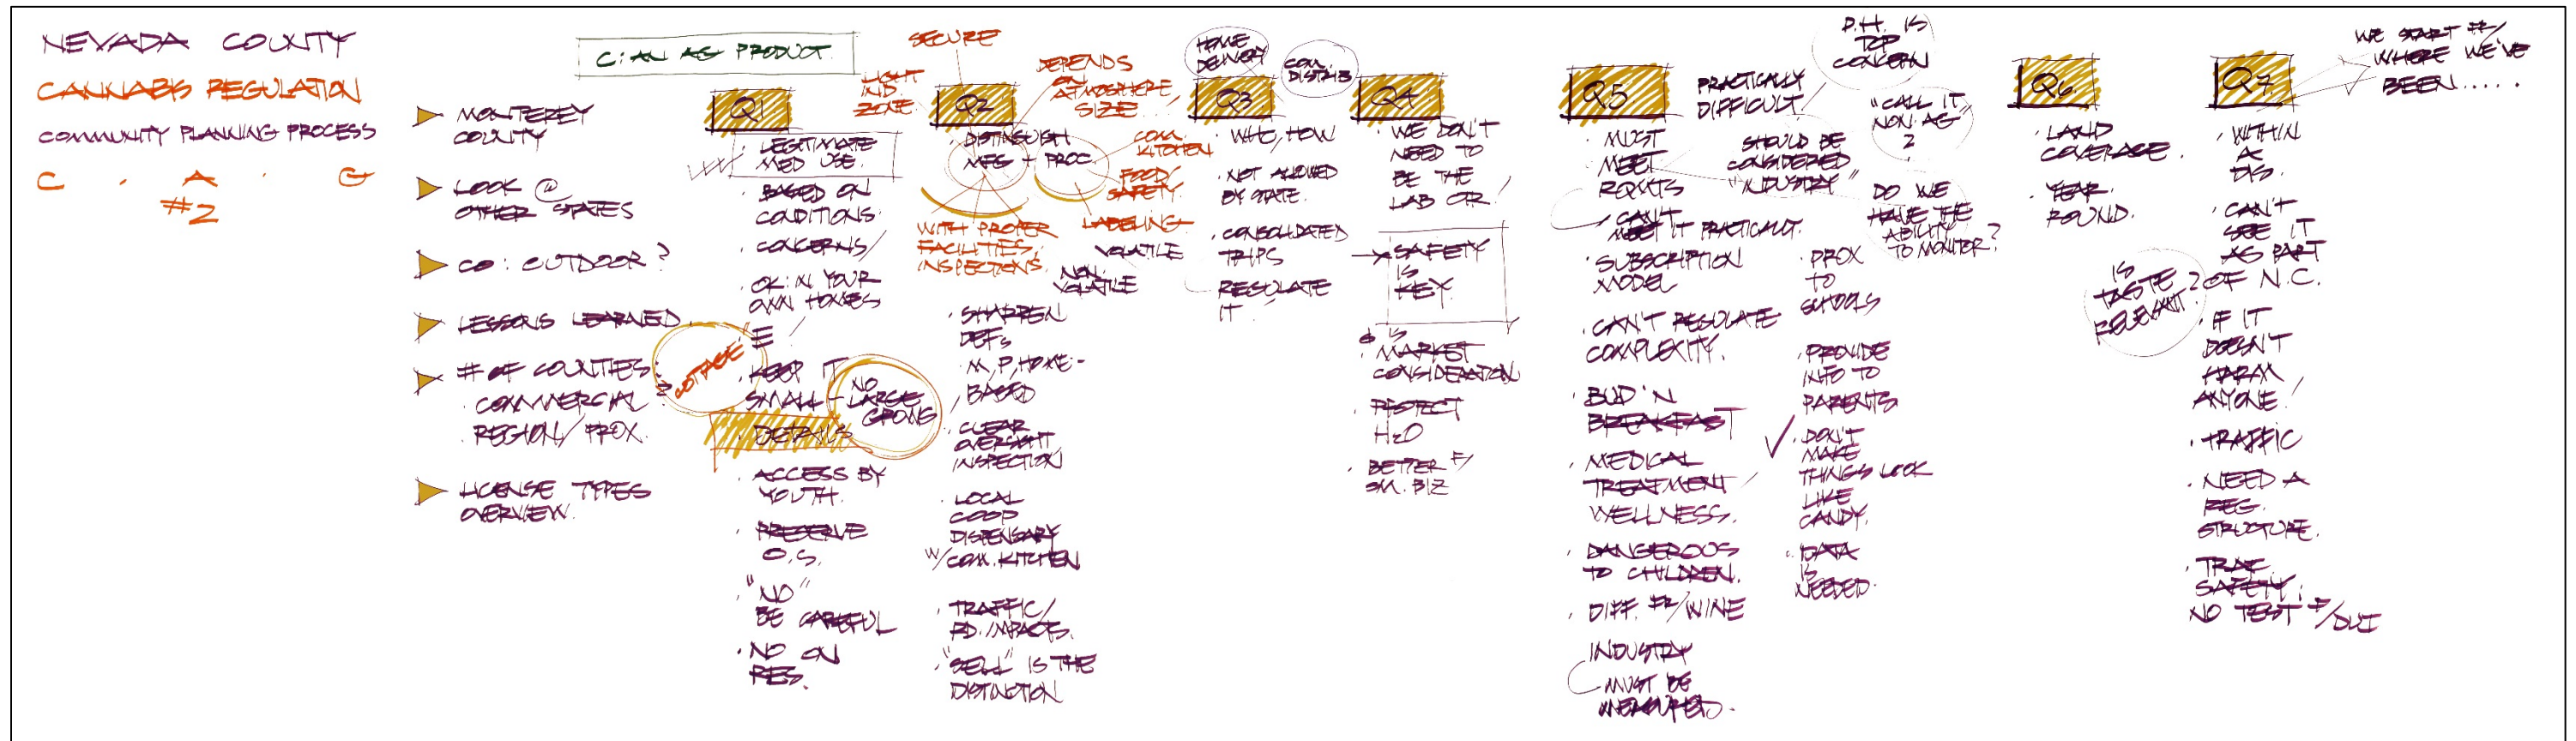 NEVADA COUNTY
CANNABIS REGULATION
COMMUNITY PLANNING PROCESS
C . A . G
#2
MONTEREY
COUNTY
LOOK @
OTHER STATES
CO: OUTDOOR?
LESSONS LEARNED
# OF COUNTIES:
COMMERCIAL?
. REGION/PROX.
LICENSE TYPES
OVERVIEW.
C: AN AG PRODUCT.
Q1
. LEGITIMATE
MED USE.
. BASED ON
CONDITIONS.
. CONCERNS/
. OK: IN YOUR
OWN HOMES
COTTAGE
. KEEP IT
SMALL -
NO
LARGE
GROWS
. DETAILS
. ACCESS BY
YOUTH.
. PRESERVE
O.S.
. "NO"
BE CAREFUL
. NO ON
RES.
SECURE
LIGHT
IND.
ZONE
DEPENDS
ON
ATMOSPHERE,
SIZE...
Q2
. DISTINGUISH
MFG + PROC.
COM.
KITCHEN
FOOD/
SAFETY.
LABELING
WITH PROPER
FACILITIES,
INSPECTIONS.
VOLATILE
NON-
VOLATILE
. SHARPEN
DEFs
M, P, HOME-
BASED
. CLEAR
OVERSIGHT
INSPECTION
. LOCAL
COOP
DISPENSARY
W/ COM. KITCHEN
. TRAFFIC/
RD. IMPACTS.
. "SELL" IS THE
DISTINCTION
HOME
DELIVERY
COM.
DISTRIB
Q3
. WHO, HOW
. NOT ALLOWED
BY STATE.
. CONSOLIDATED
TRIPS
REGULATE
IT.
Q4
. WE DON'T
NEED TO
BE THE
LAB OR/
SAFETY
IS
KEY.
$ IS
. MARKET
CONSIDERATION
. PROTECT
H2O
. BETTER F/
SM. BIZ
Q5
PRACTICALLY
DIFFICULT.
P.H. IS
TOP
CONCERN
. MUST
MEET
RQMTS
SHOULD BE
CONSIDERED
"INDUSTRY"
"CALL IT
NON-AG"
?
CAN'T
MEET IT PRACTICALLY.
DO WE
HAVE THE
ABILITY
TO MONITOR?
. SUBSCRIPTION
MODEL
. CAN'T REGULATE
COMPLEXITY.
. BUD 'N
BREAKFAST
. MEDICAL
TREATMENT/
WELLNESS.
. DANGEROUS
TO CHILDREN.
. DIFF. FR/WINE
INDUSTRY
MUST BE
MEASURED.
. PROX
TO
SCHOOLS
. PROVIDE
INFO TO
PARENTS
. DON'T
MAKE
THINGS LOOK
LIKE
CANDY.
. DATA
IS
NEEDED.
Q6
. LAND
COVERAGE.
. YEAR
ROUND.
IS
TASTE
RELEVANT?
Q7
WE START FR/
WHERE WE'VE
BEEN.....
. WITHIN
A
DIS.
. CAN'T
SEE IT
AS PART
OF N.C.
. IF IT
DOESN'T
HARM
ANYONE!
. TRAFFIC
. NEED A
REG.
STRUCTURE.
. TRAF.
SAFETY:
NO TEST F/DUI